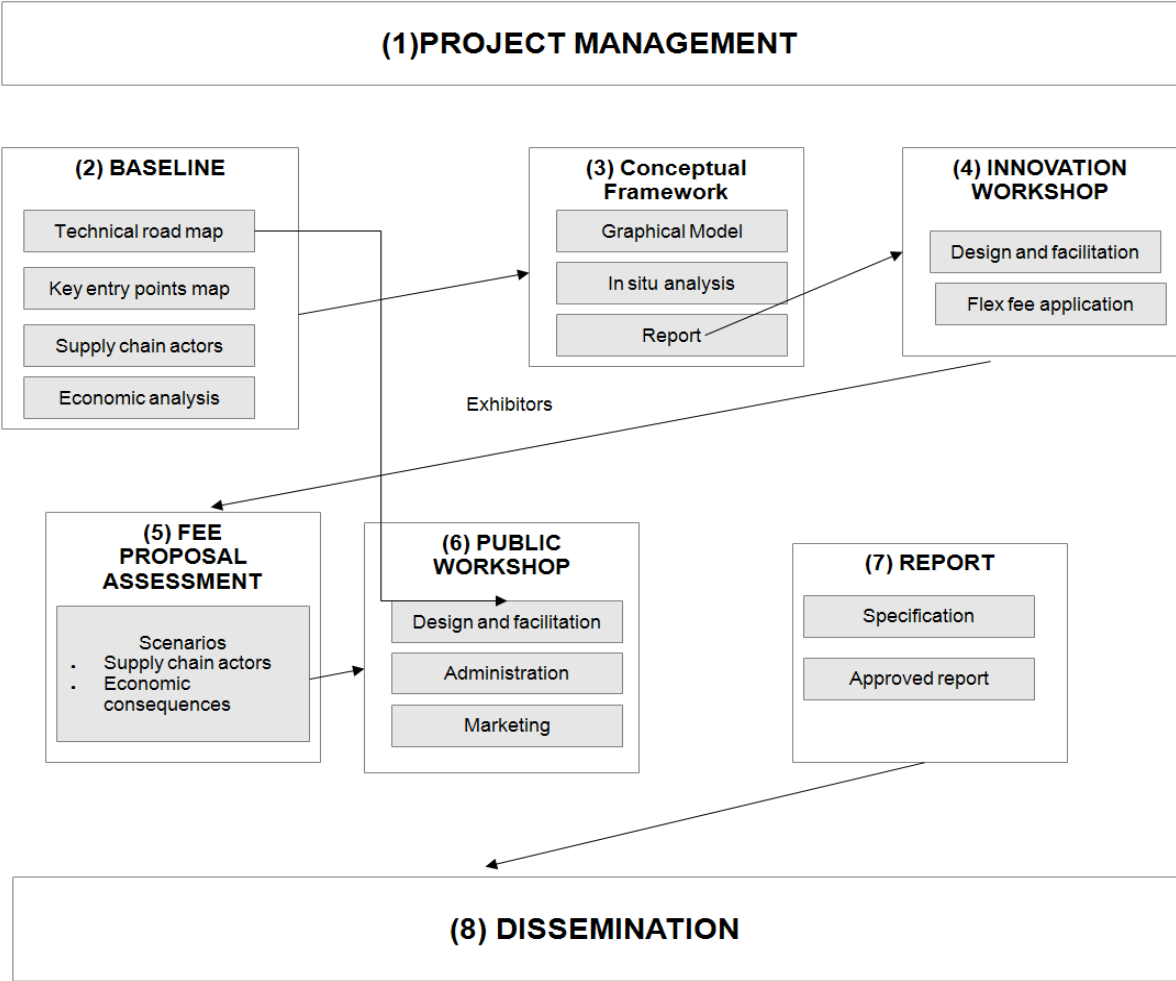 (1)PROJECT MANAGEMENT
(2) BASELINE
Technical road map
Key entry points map
Supply chain actors
Economic analysis
(3) Conceptual
Framework
Graphical Model
In situ analysis
Report
(4) INNOVATION
WORKSHOP
Design and facilitation
Flex fee application
Exhibitors
(5) FEE
PROPOSAL
ASSESSMENT
Scenarios
• Supply chain actors
• Economic
consequences
(6) PUBLIC
WORKSHOP
Design and facilitation
Administration
Marketing
(7) REPORT
Specification
Approved report
(8) DISSEMINATION